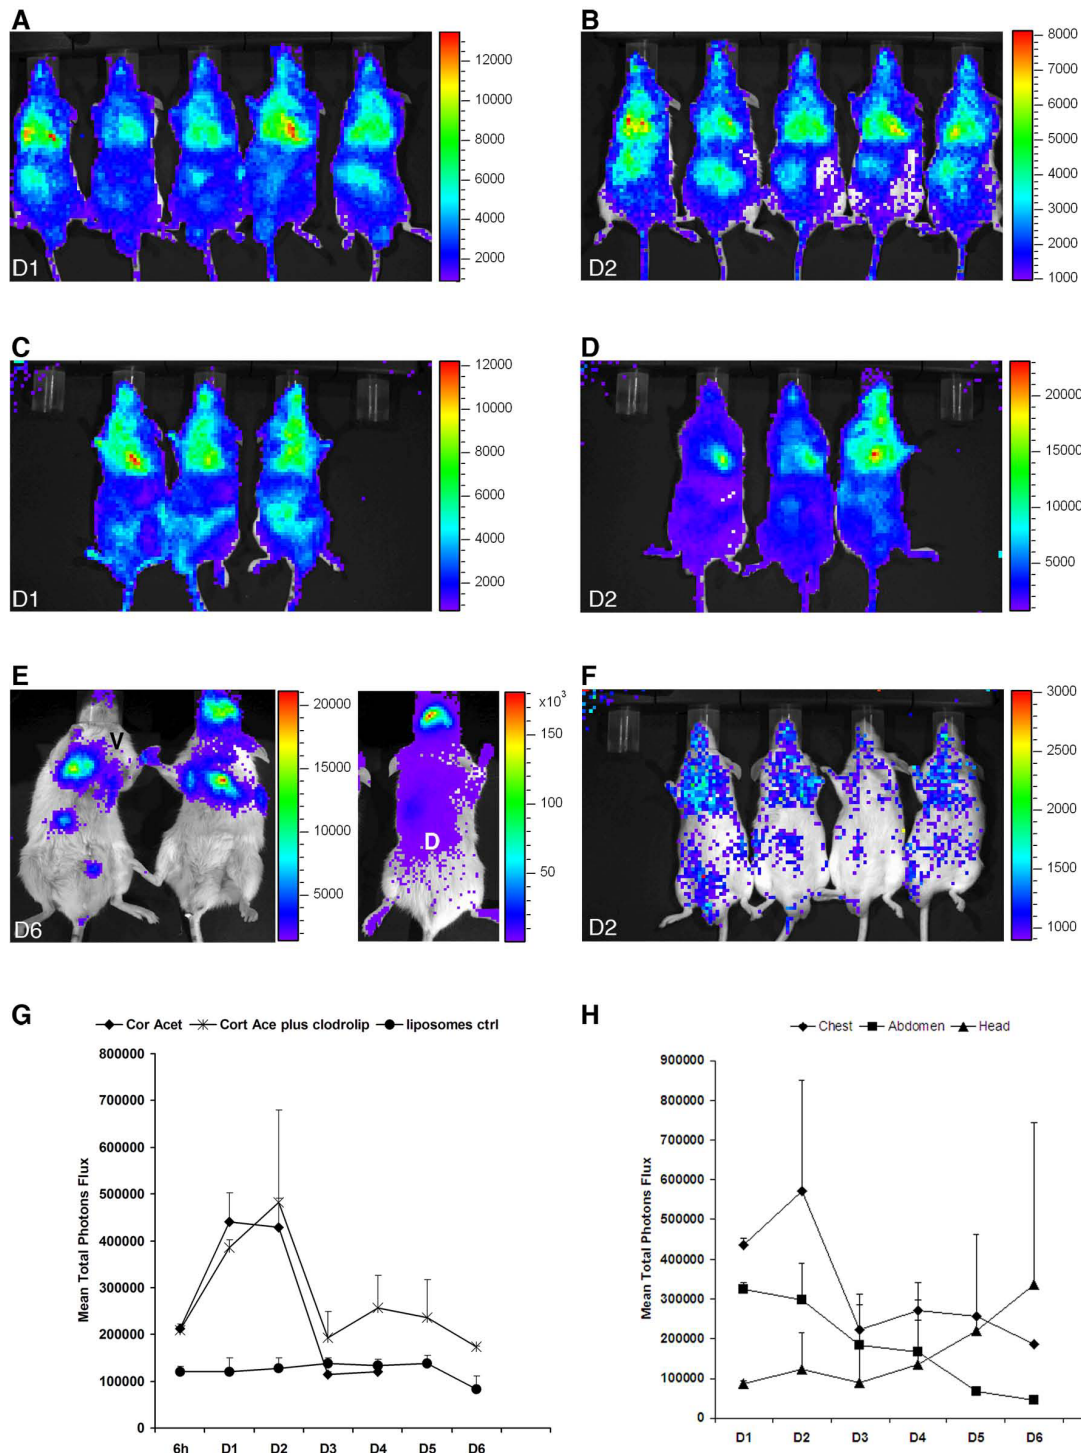 A
12000
10000
8000
6000
4000
2000
D1
B
8000
7000
6000
5000
4000
3000
2000
1000
D2
C
12000
10000
8000
6000
4000
2000
D1
D
20000
15000
10000
5000
D2
E
V
20000
15000
10000
5000
D6
x10³
150
100
50
D
F
3000
2500
2000
1500
1000
D2
G
Cor Acet
Cort Ace plus clodrolip
liposomes ctrl
800000
700000
600000
500000
400000
300000
200000
100000
0
Mean Total Photons Flux
6h D1 D2 D3 D4 D5 D6
H
Chest
Abdomen
Head
900000
800000
700000
600000
500000
400000
300000
200000
100000
0
Mean Total Photons Flux
D1 D2 D3 D4 D5 D6